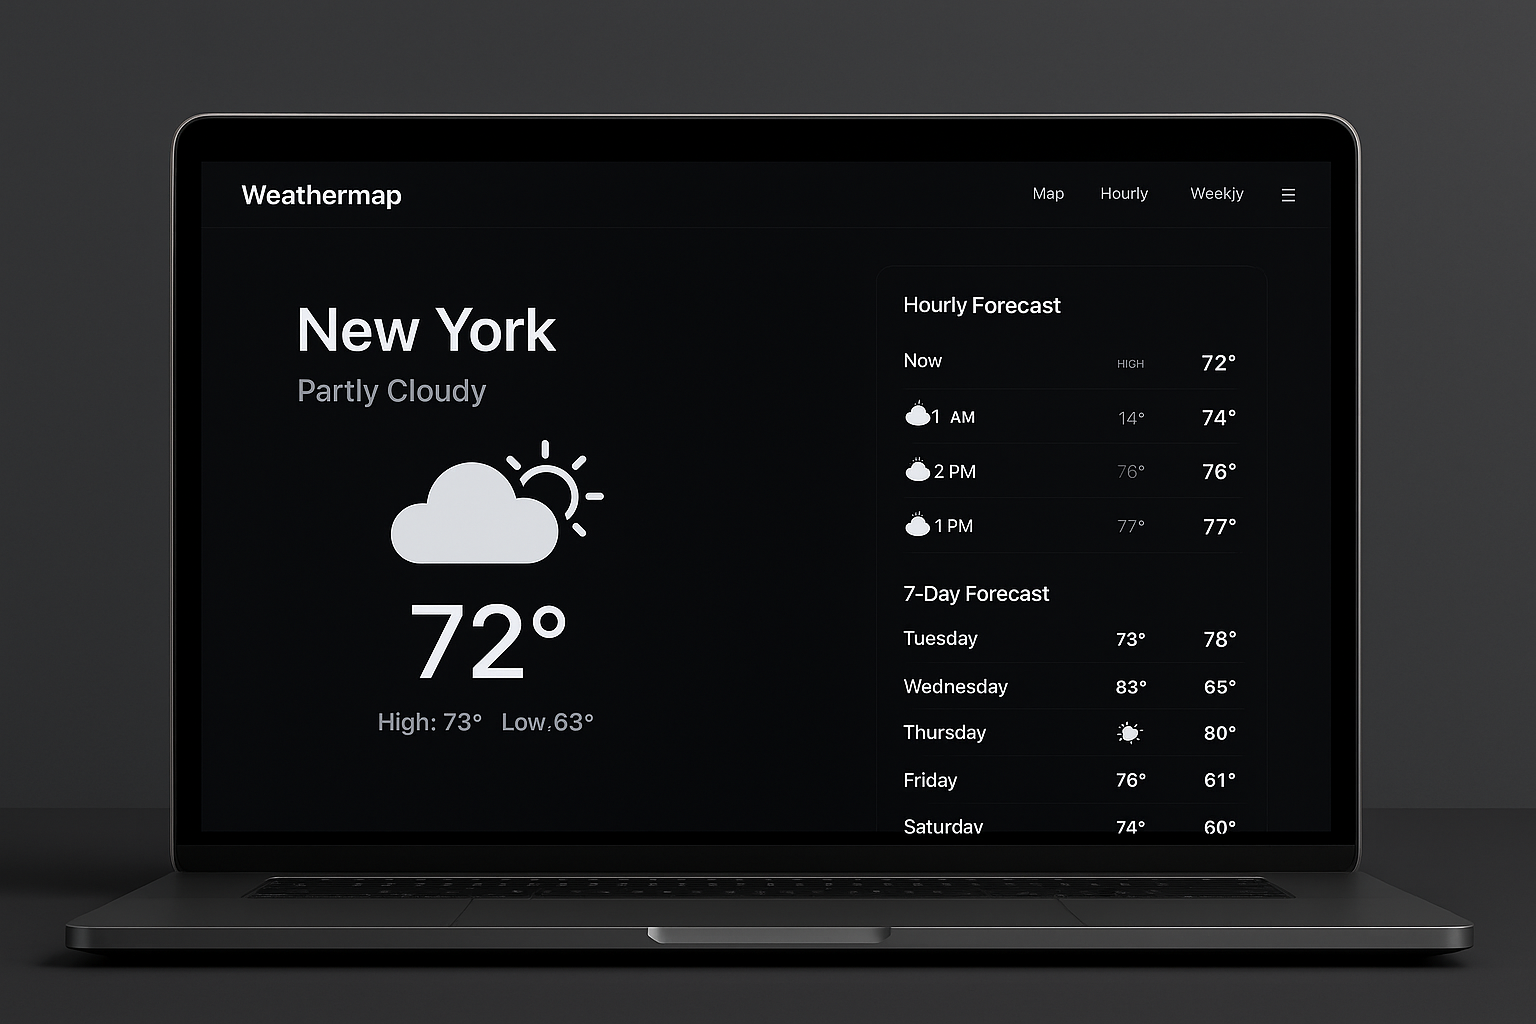 Weathermap
Map Hourly Weekjy
New York
Partly Cloudy
72°
High: 73° Low:63°
Hourly Forecast
Now HIGH 72°
1 AM 14° 74°
2 PM 76° 76°
1 PM 77° 77°
7-Day Forecast
Tuesday 73° 78°
Wednesday 83° 65°
Thursday 80°
Friday 76° 61°
Saturday 74° 60°